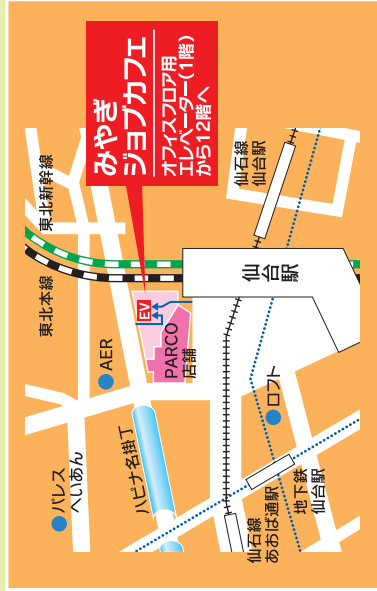 みやぎ
ジョブカフェ
オフィスフロア用
エレベーター(1階)
から12階へ
東北新幹線
東北本線
仙石線
仙台駅
仙台駅
EV
PARCO
店舗
AER
ハピナ名掛丁
パレス
へいあん
ロフト
地下鉄
仙台駅
仙石線
あおば通駅